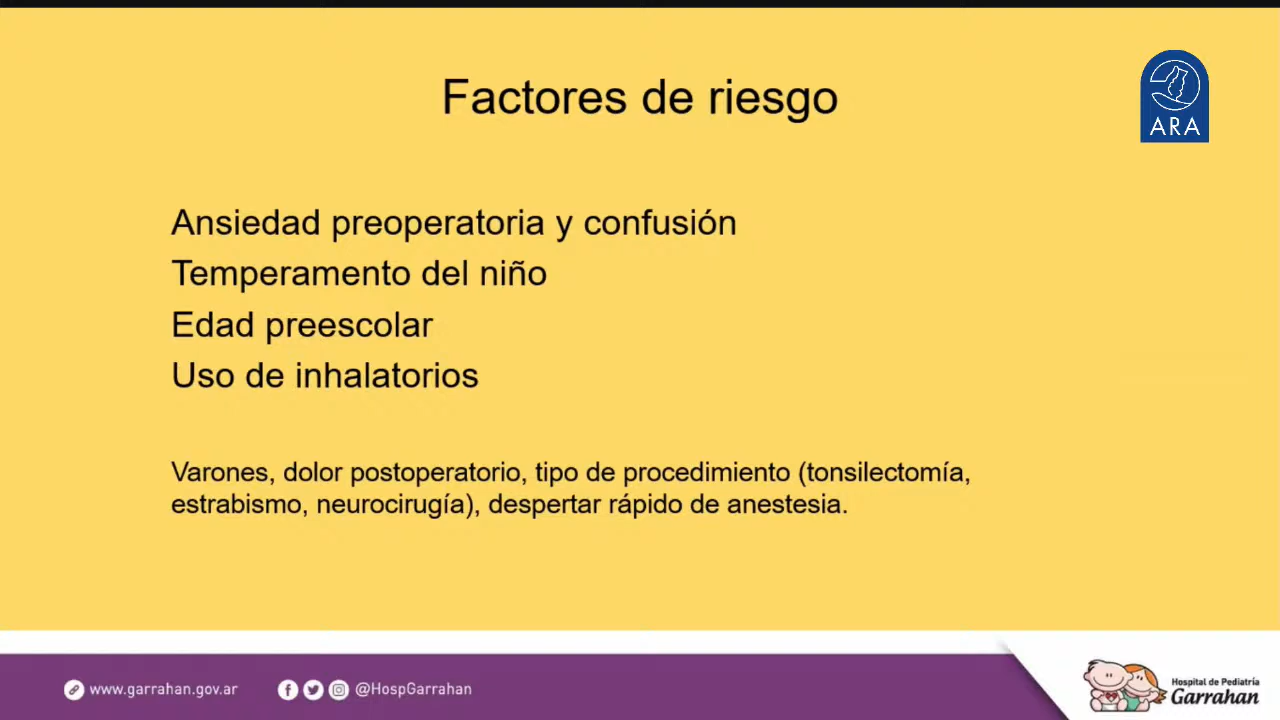 ARA
Factores de riesgo
Ansiedad preoperatoria y confusión
Temperamento del niño
Edad preescolar
Uso de inhalatorios
Varones, dolor postoperatorio, tipo de procedimiento (tonsilectomía,
estrabismo, neurocirugía), despertar rápido de anestesia.
www.garrahan.gov.ar
@HospGarrahan
Hospital de Pediatría
Garrahan